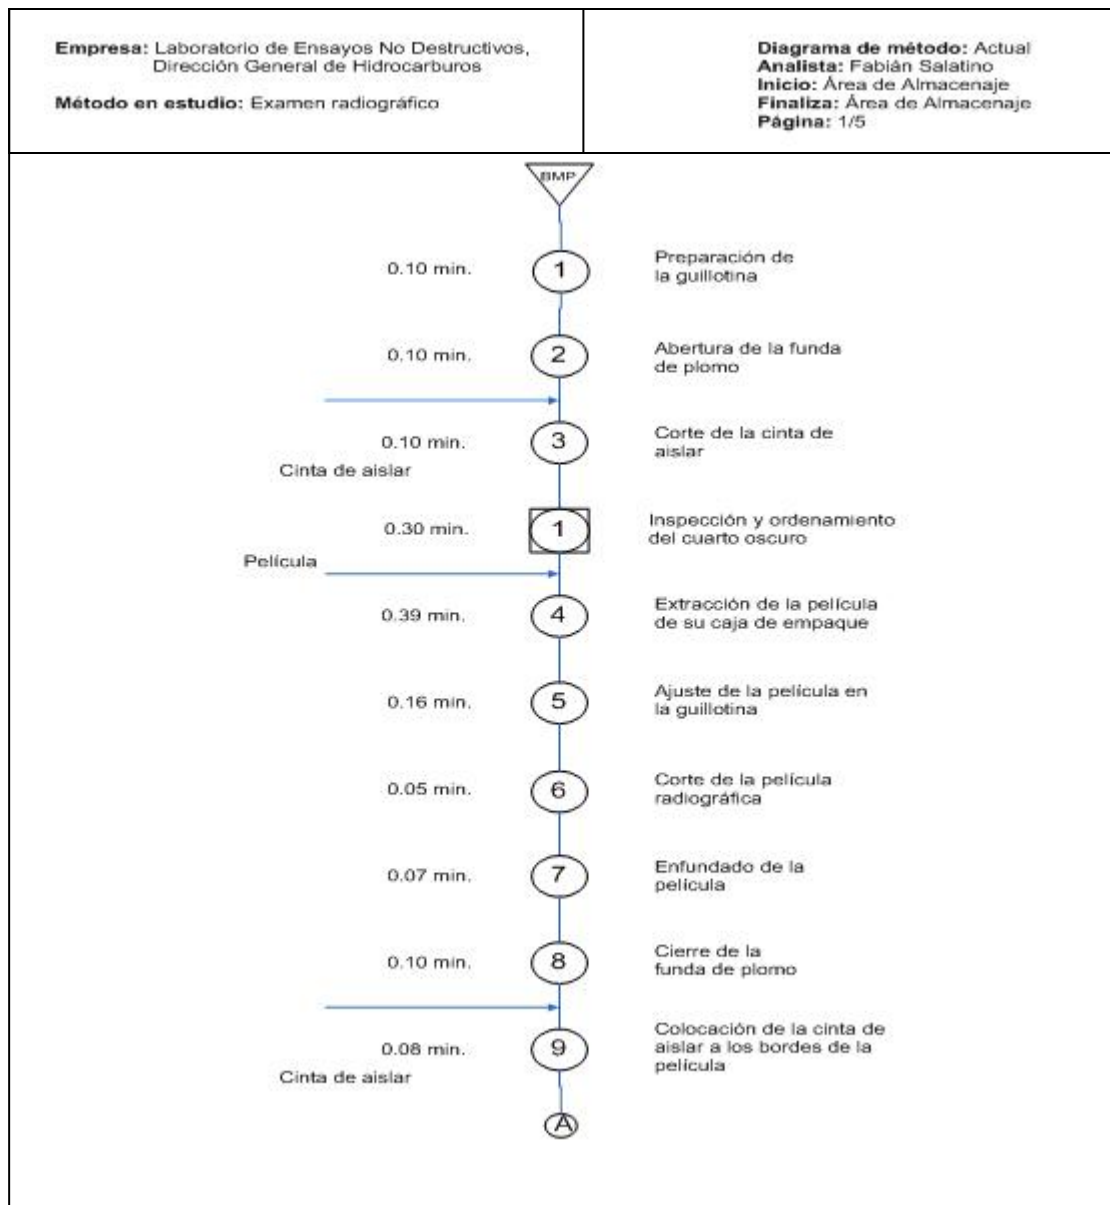 Empresa: Laboratorio de Ensayos No Destructivos,
Dirección General de Hidrocarburos
Método en estudio: Examen radiográfico
Diagrama de método: Actual
Analista: Fabián Salatino
Inicio: Área de Almacenaje
Finaliza: Área de Almacenaje
Página: 1/5
BMP
0.10 min.
1
Preparación de
la guillotina
0.10 min.
2
Abertura de la funda
de plomo
0.10 min.
3
Corte de la cinta de
aislar
Cinta de aislar
0.30 min.
1
Inspección y ordenamiento
del cuarto oscuro
Película
0.39 min.
4
Extracción de la película
de su caja de empaque
0.16 min.
5
Ajuste de la película en
la guillotina
0.05 min.
6
Corte de la película
radiográfica
0.07 min.
7
Enfundado de la
película
0.10 min.
8
Cierre de la
funda de plomo
0.08 min.
9
Colocación de la cinta de
aislar a los bordes de la
película
Cinta de aislar
A